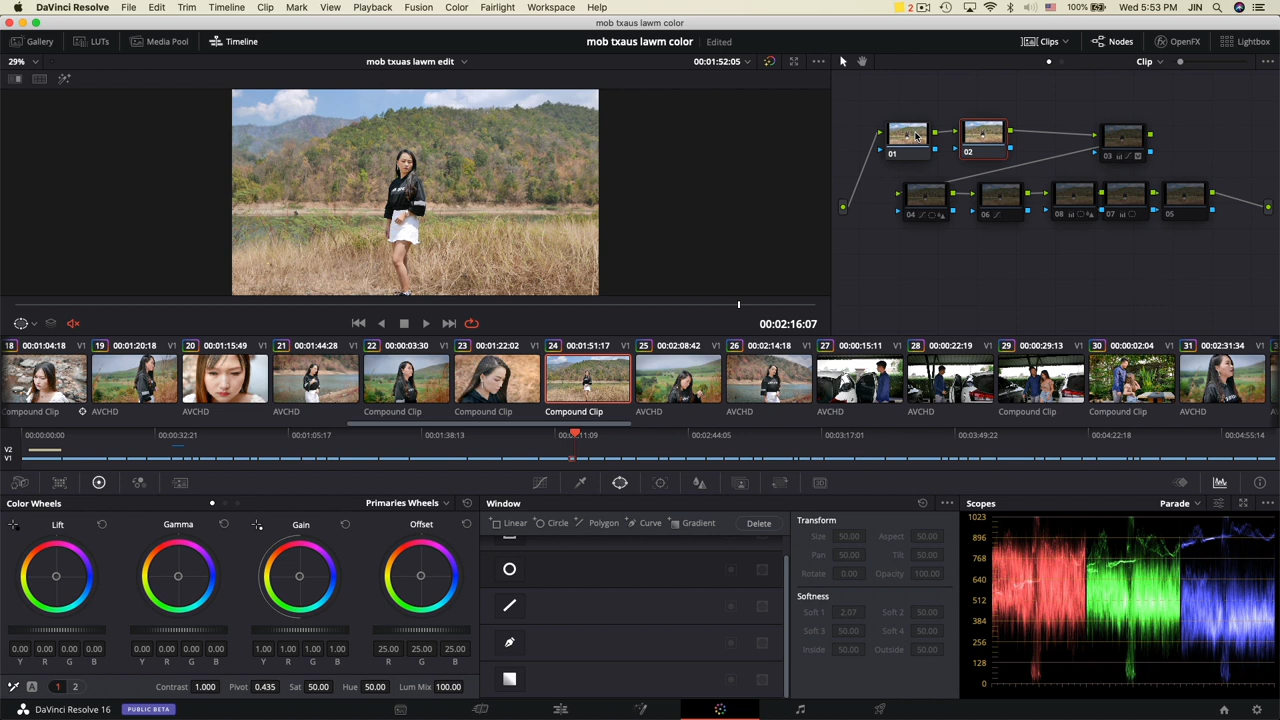 DaVinci Resolve File Edit Trim Timeline Clip Mark View Playback Fusion Color Fairlight Workspace Help 2 100% Wed 5:53 PM JIN
mob txaus lawm color
Gallery LUTs Media Pool Timeline mob txaus lawm color Edited Clips Nodes OpenFX Lightbox
29% mob txuas lawm edit 00:01:52:05 Clip
01 02 03
04 06 08 07 05
00:02:16:07
18 00:01:04:18 V1 19 00:01:20:18 V1 20 00:01:15:49 V1 21 00:01:44:28 V1 22 00:00:03:30 V1 23 00:01:22:02 V1 24 00:01:51:17 V1 25 00:02:08:42 V1 26 00:02:14:18 V1 27 00:00:15:11 V1 28 00:00:22:19 V1 29 00:00:29:13 V1 30 00:00:02:04 V1 31 00:02:31:34 V1
Compound Clip AVCHD AVCHD AVCHD Compound Clip Compound Clip Compound Clip AVCHD AVCHD AVCHD AVCHD Compound Clip Compound Clip AVCHD
00:00:00:00 00:00:32:21 00:01:05:17 00:01:38:13 00:02:44:05 00:03:17:01 00:03:49:22 00:04:22:18 00:04:55:14
V2
V1
Color Wheels Primaries Wheels Window Scopes Parade
Lift Gamma Gain Offset Linear Circle Polygon Curve Gradient Delete
Transform
Size 50.00 Aspect 50.00
Pan 50.00 Tilt 50.00
Rotate 0.00 Opacity 100.00
Softness
Soft 1 2.07 Soft 2 50.00
Soft 3 50.00 Soft 4 50.00
Inside 50.00 Outside 50.00
1023
896
768
640
512
384
256
128
0
0.00 0.00 0.00 0.00 0.00 0.00 0.00 0.00 1.00 1.00 1.00 1.00 25.00 25.00 25.00
Y R G B Y R G B Y R G B R G B
A 1 2 Contrast 1.000 Pivot 0.435 Sat 50.00 Hue 50.00 Lum Mix 100.00
DaVinci Resolve 16 PUBLIC BETA